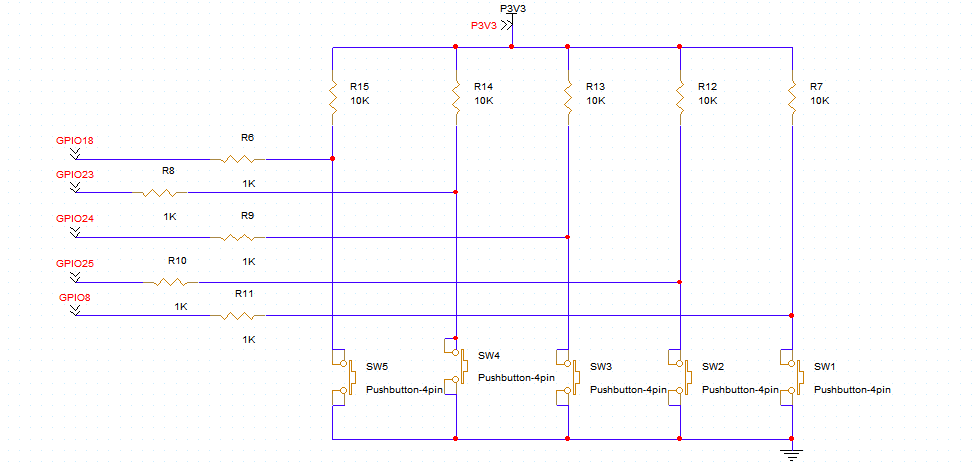 P3V3
P3V3
R15
10K
R14
10K
R13
10K
R12
10K
R7
10K
GPIO18
R6
1K
GPIO23
R8
1K
GPIO24
R9
1K
GPIO25
R10
1K
GPIO8
R11
1K
SW5
Pushbutton-4pin
SW4
Pushbutton-4pin
SW3
Pushbutton-4pin
SW2
Pushbutton-4pin
SW1
Pushbutton-4pin